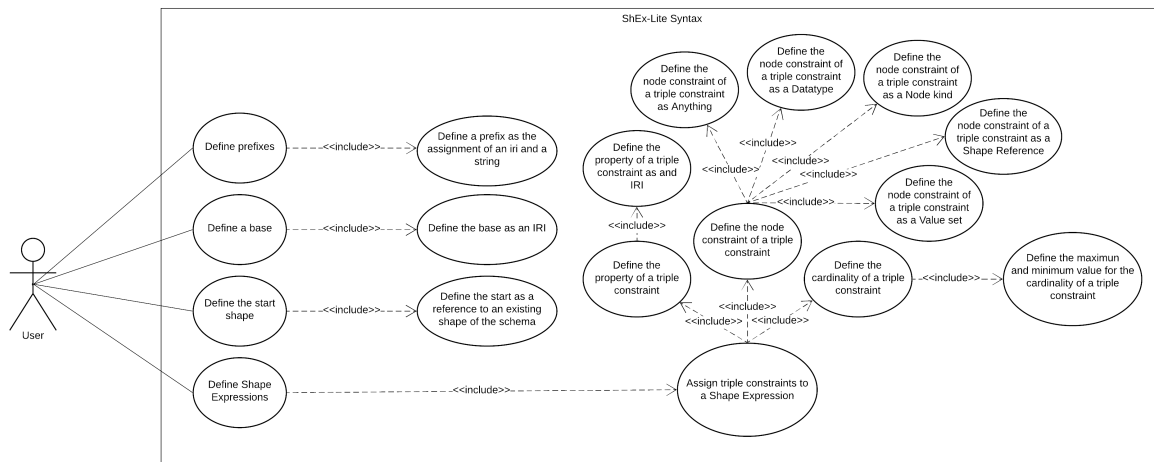 ShEx-Lite Syntax
Define the
node constraint of
a triple constraint
as Anything
Define the
node constraint of
a triple constraint
as a Datatype
Define the
node constraint of
a triple constraint
as a Node kind
Define the
node constraint of a
triple constraint as a
Shape Reference
Define prefixes
<<include>>
Define a prefix as the
assignment of an iri and a
string
Define the
property of a triple
constraint as and
IRI
<<include>>
<<include>>
<<include>>
<<include>>
<<include>>
Define the
node constraint of
a triple constraint
as a Value set
Define a base
<<include>>
Define the base as an IRI
<<include>>
Define the node
constraint of a triple
constraint
Define the
property of a triple
constraint
Define the
cardinality of a triple
constraint
<<include>>
Define the maximun
and minimum value for the
cardinality of a triple
constraint
User
Define the start
shape
<<include>>
Define the start as a
reference to an existing
shape of the schema
<<include>>
<<include>>
<<include>>
Define Shape
Expressions
<<include>>
Assign triple constraints to
a Shape Expression